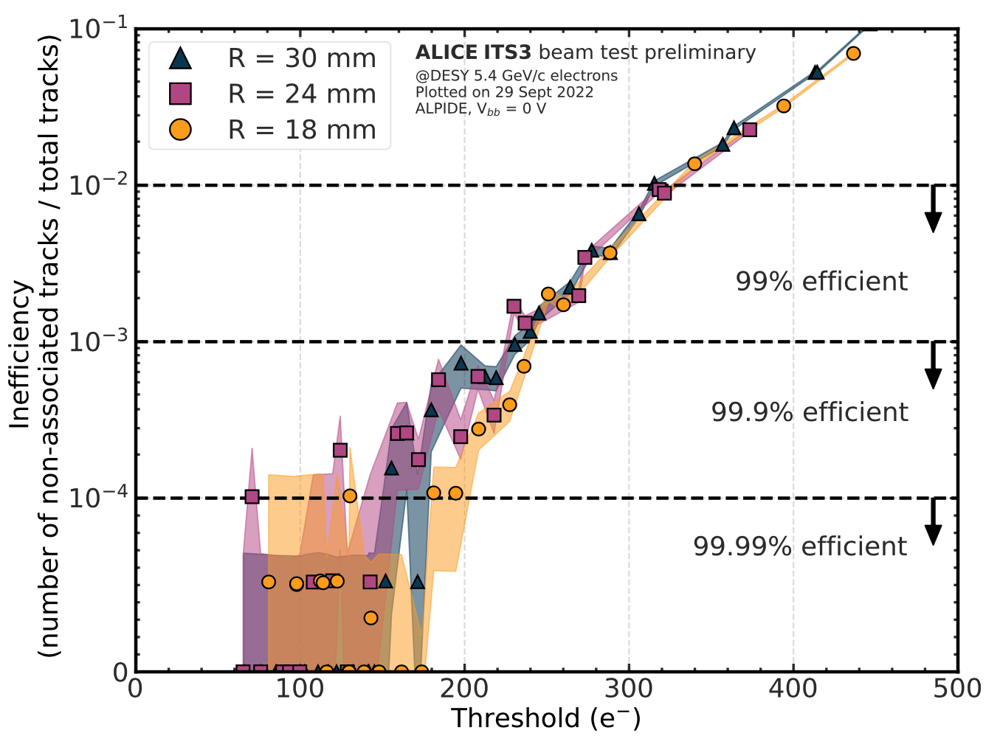 10⁻¹
R = 30 mm
R = 24 mm
R = 18 mm
ALICE ITS3 beam test preliminary
@DESY 5.4 GeV/c electrons
Plotted on 29 Sept 2022
ALPIDE, V_bb = 0 V
10⁻²
99% efficient
10⁻³
99.9% efficient
10⁻⁴
99.99% efficient
0
Inefficiency
(number of non-associated tracks / total tracks)
0 100 200 300 400 500
Threshold (e⁻)